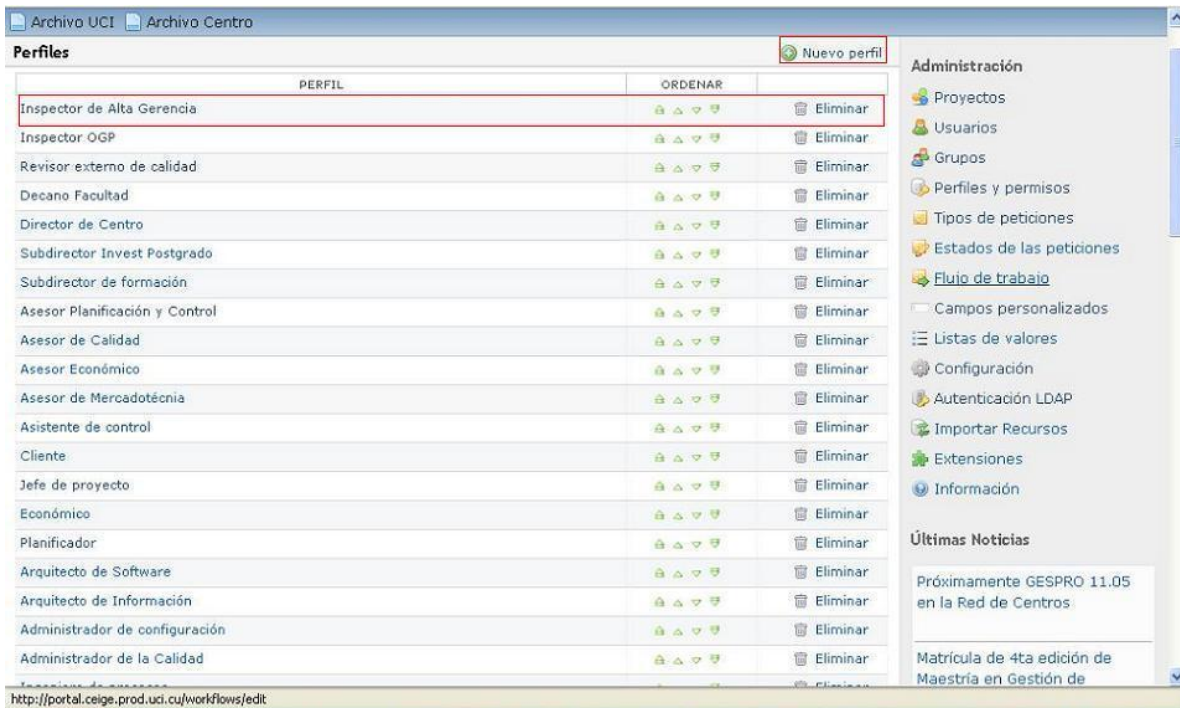 Archivo UCI Archivo Centro
Perfiles
Nuevo perfil
PERFIL ORDENAR
Inspector de Alta Gerencia Eliminar
Inspector OGP Eliminar
Revisor externo de calidad Eliminar
Decano Facultad Eliminar
Director de Centro Eliminar
Subdirector Invest Postgrado Eliminar
Subdirector de formación Eliminar
Asesor Planificación y Control Eliminar
Asesor de Calidad Eliminar
Asesor Económico Eliminar
Asesor de Mercadotécnia Eliminar
Asistente de control Eliminar
Cliente Eliminar
Jefe de proyecto Eliminar
Económico Eliminar
Planificador Eliminar
Arquitecto de Software Eliminar
Arquitecto de Información Eliminar
Administrador de configuración Eliminar
Administrador de la Calidad Eliminar
Administración
Proyectos
Usuarios
Grupos
Perfiles y permisos
Tipos de peticiones
Estados de las peticiones
Flujo de trabajo
Campos personalizados
Listas de valores
Configuración
Autenticación LDAP
Importar Recursos
Extensiones
Información
Últimas Noticias
Próximamente GESPRO 11.05
en la Red de Centros
Matrícula de 4ta edición de
Maestría en Gestión de
http://portal.ceige.prod.uci.cu/workflows/edit